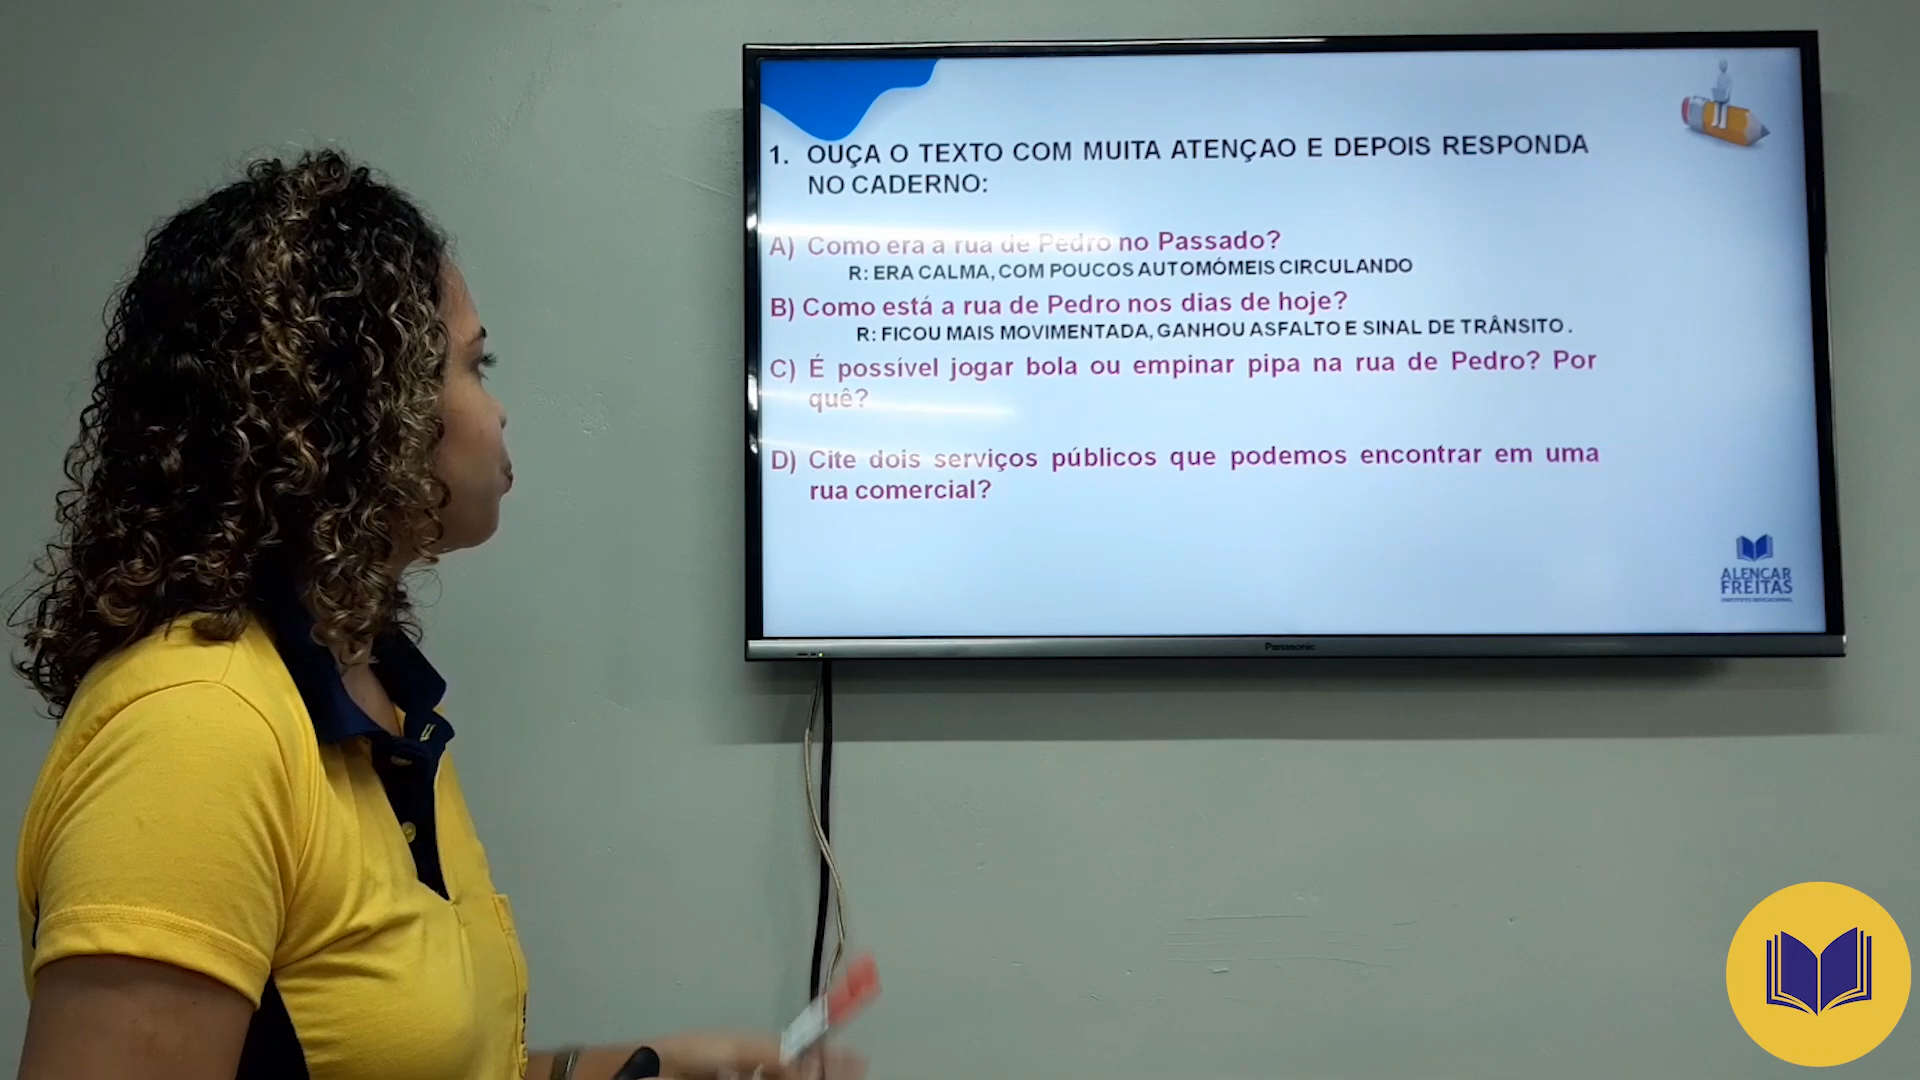 1. OUÇA O TEXTO COM MUITA ATENÇAO E DEPOIS RESPONDA
NO CADERNO:
A) Como era a rua de Pedro no Passado?
R: ERA CALMA, COM POUCOS AUTOMÓMEIS CIRCULANDO
B) Como está a rua de Pedro nos dias de hoje?
R: FICOU MAIS MOVIMENTADA, GANHOU ASFALTO E SINAL DE TRÂNSITO.
C) É possível jogar bola ou empinar pipa na rua de Pedro? Por
quê?
D) Cite dois serviços públicos que podemos encontrar em uma
rua comercial?
ALENCAR
FREITAS
INSTITUTO EDUCACIONAL
Panasonic